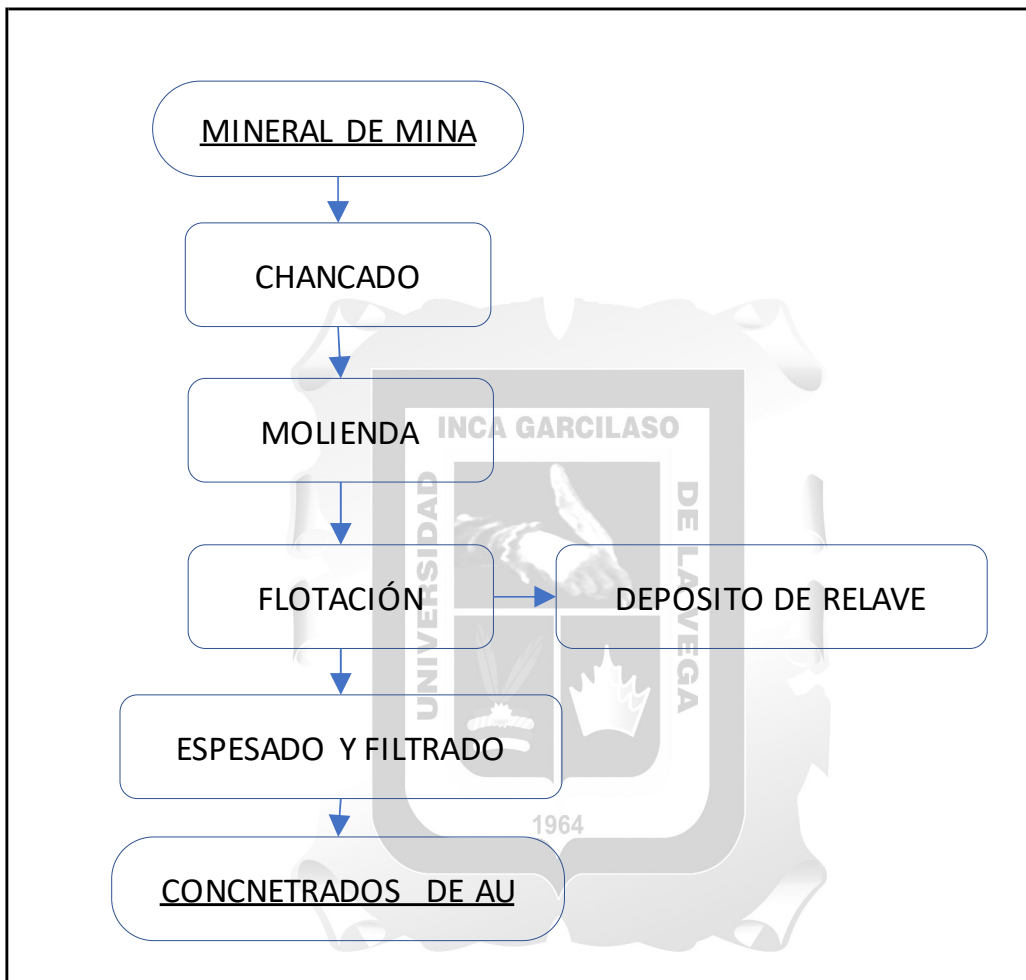 MINERAL DE MINA
CHANCADO
MOLIENDA
INCA GARCILASO
UNIVERSIDAD
DE LA VEGA
FLOTACIÓN
DEPOSITO DE RELAVE
ESPESADO Y FILTRADO
1964
CONCNETRADOS DE AU